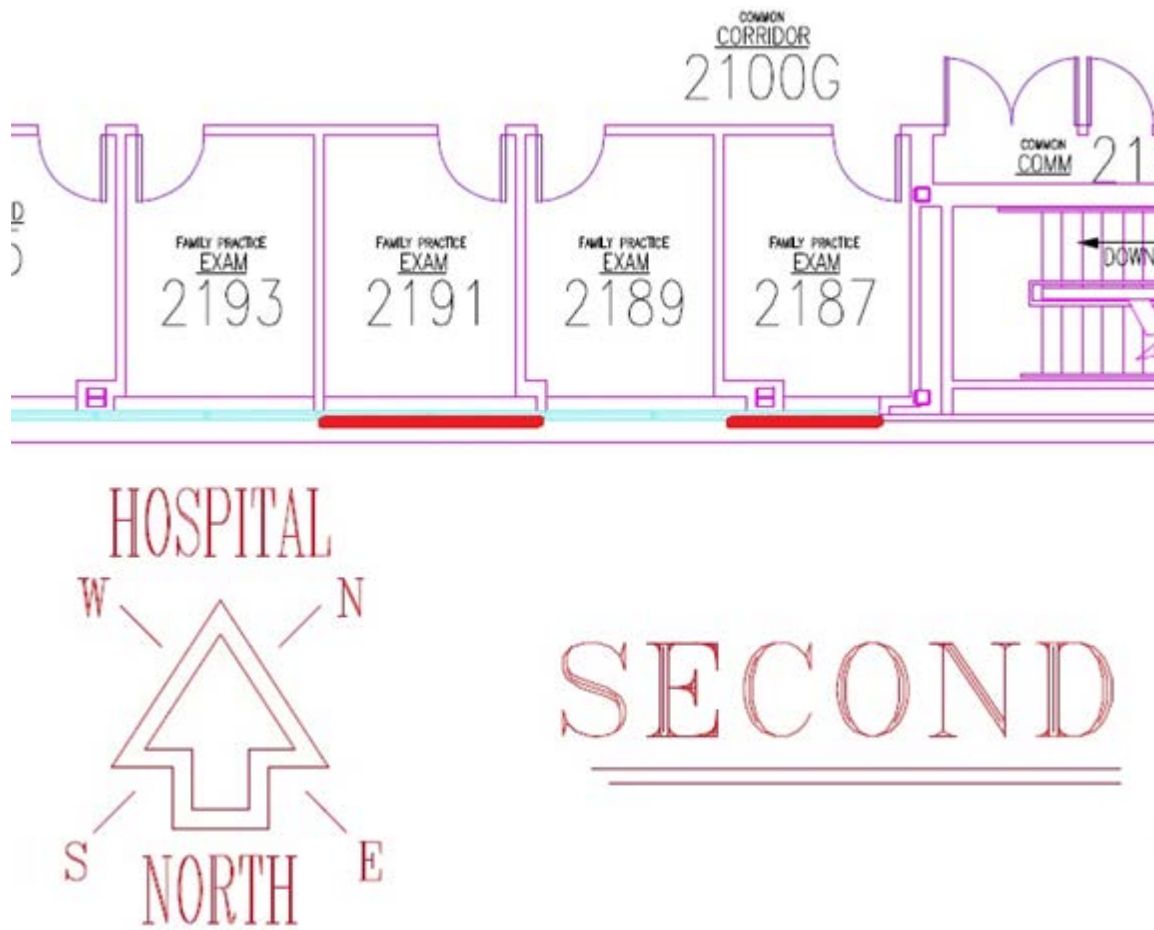 COMMON
CORRIDOR
2100G
COMMON
COMM 21
FAMILY PRACTICE
EXAM
2193
FAMILY PRACTICE
EXAM
2191
FAMILY PRACTICE
EXAM
2189
FAMILY PRACTICE
EXAM
2187
DOWN
HOSPITAL
W N
S E
NORTH
SECOND